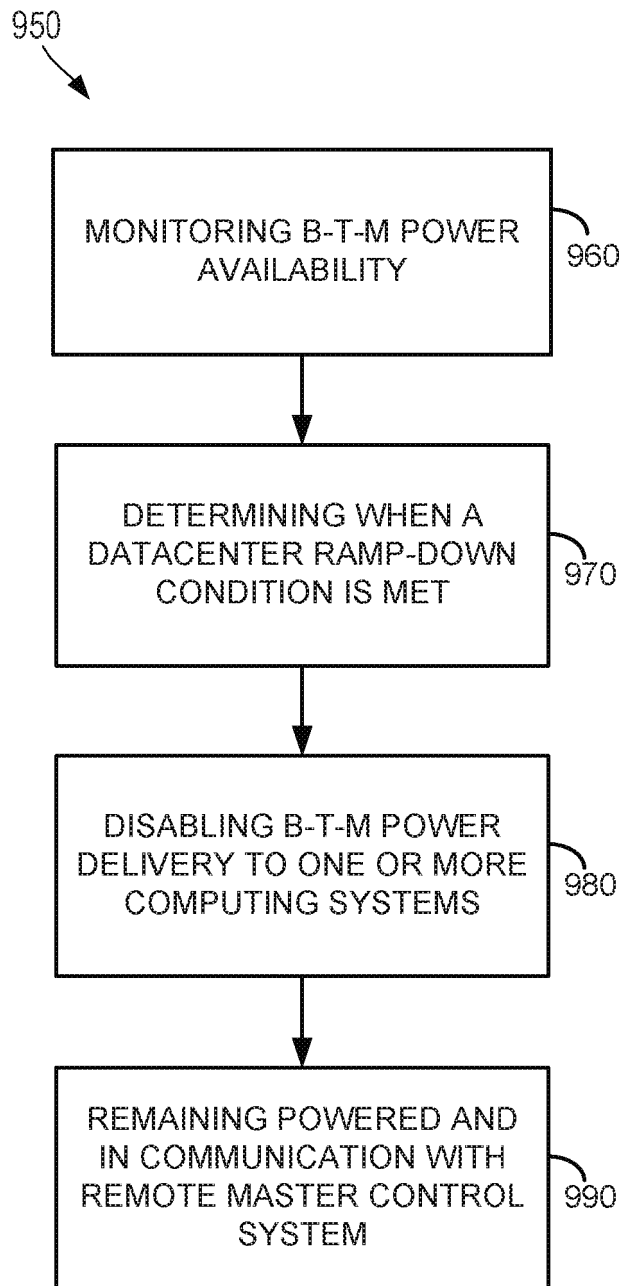 950
MONITORING B-T-M POWER
AVAILABILITY
960
DETERMINING WHEN A
DATACENTER RAMP-DOWN
CONDITION IS MET
970
DISABLING B-T-M POWER
DELIVERY TO ONE OR MORE
COMPUTING SYSTEMS
980
REMAINING POWERED AND
IN COMMUNICATION WITH
REMOTE MASTER CONTROL
SYSTEM
990